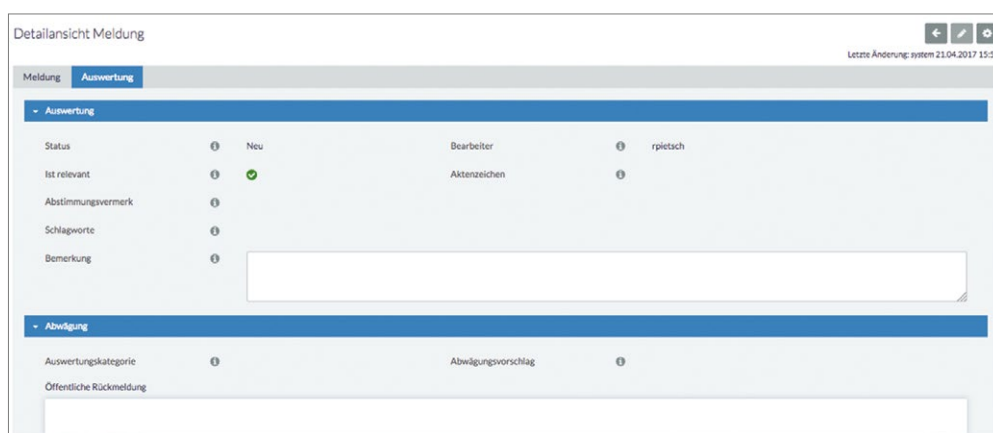 Detailansicht Meldung
Letzte Änderung: system 21.04.2017
Meldung Auswertung
Auswertung
Status Neu Bearbeiter rpietsch
Ist relevant Aktenzeichen
Abstimmungsvermerk
Schlagworte
Bemerkung
Abwägung
Auswertungskategorie Abwägungsvorschlag
Öffentliche Rückmeldung